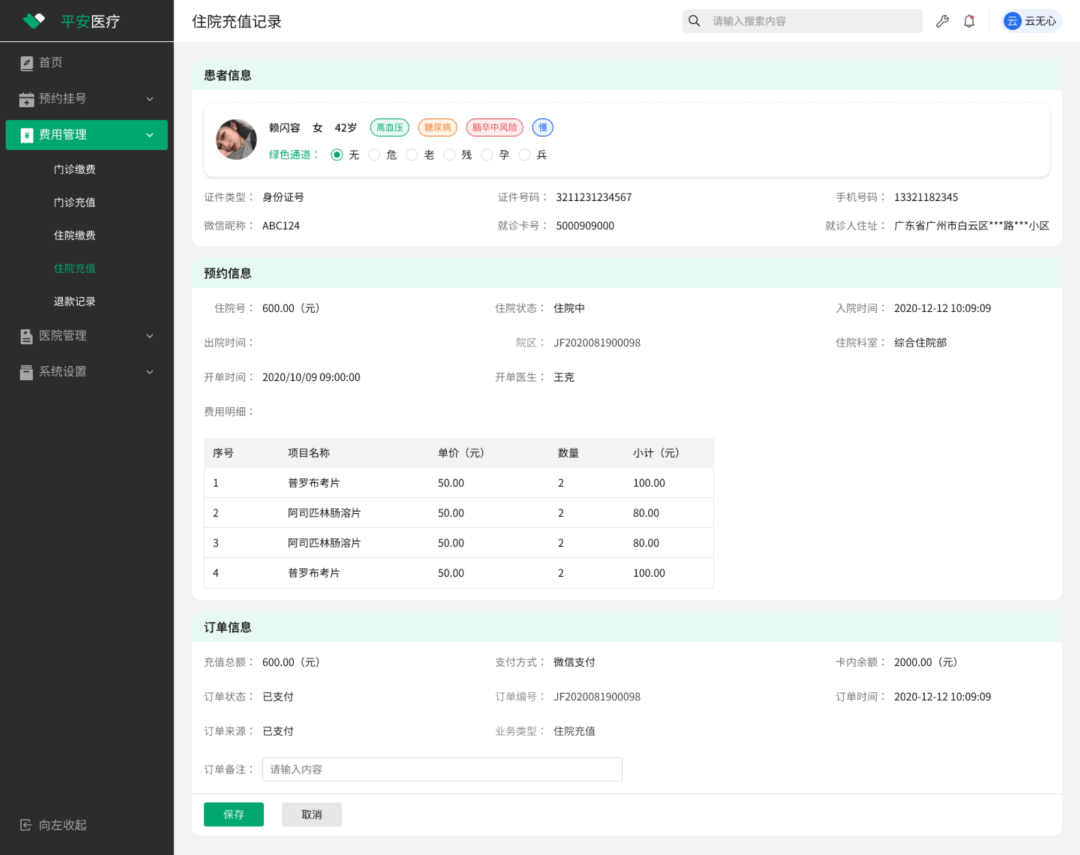 平安医疗
住院充值记录
请输入搜索内容
云 云无心
首页
预约挂号
费用管理
门诊缴费
门诊充值
住院缴费
住院充值
退款记录
医院管理
系统设置
向左收起
患者信息
赖闪容 女 42岁 高血压 糖尿病 脑卒中风险 慢
绿色通道： 无 危 老 残 孕 兵
证件类型： 身份证号 证件号码： 3211231234567 手机号码： 13321182345
微信昵称： ABC124 就诊卡号： 5000909000 就诊人住址： 广东省广州市白云区***路***小区
预约信息
住院号： 600.00（元） 住院状态： 住院中 入院时间： 2020-12-12 10:09:09
出院时间： 院区： JF2020081900098 住院科室： 综合住院部
开单时间： 2020/10/09 09:00:00 开单医生： 王克
费用明细：
序号 项目名称 单价（元） 数量 小计（元）
1 普罗布考片 50.00 2 100.00
2 阿司匹林肠溶片 50.00 2 80.00
3 阿司匹林肠溶片 50.00 2 80.00
4 普罗布考片 50.00 2 100.00
订单信息
充值总额： 600.00（元） 支付方式： 微信支付 卡内余额： 2000.00（元）
订单状态： 已支付 订单编号： JF2020081900098 订单时间： 2020-12-12 10:09:09
订单来源： 已支付 业务类型： 住院充值
订单备注： 请输入内容
保存 取消